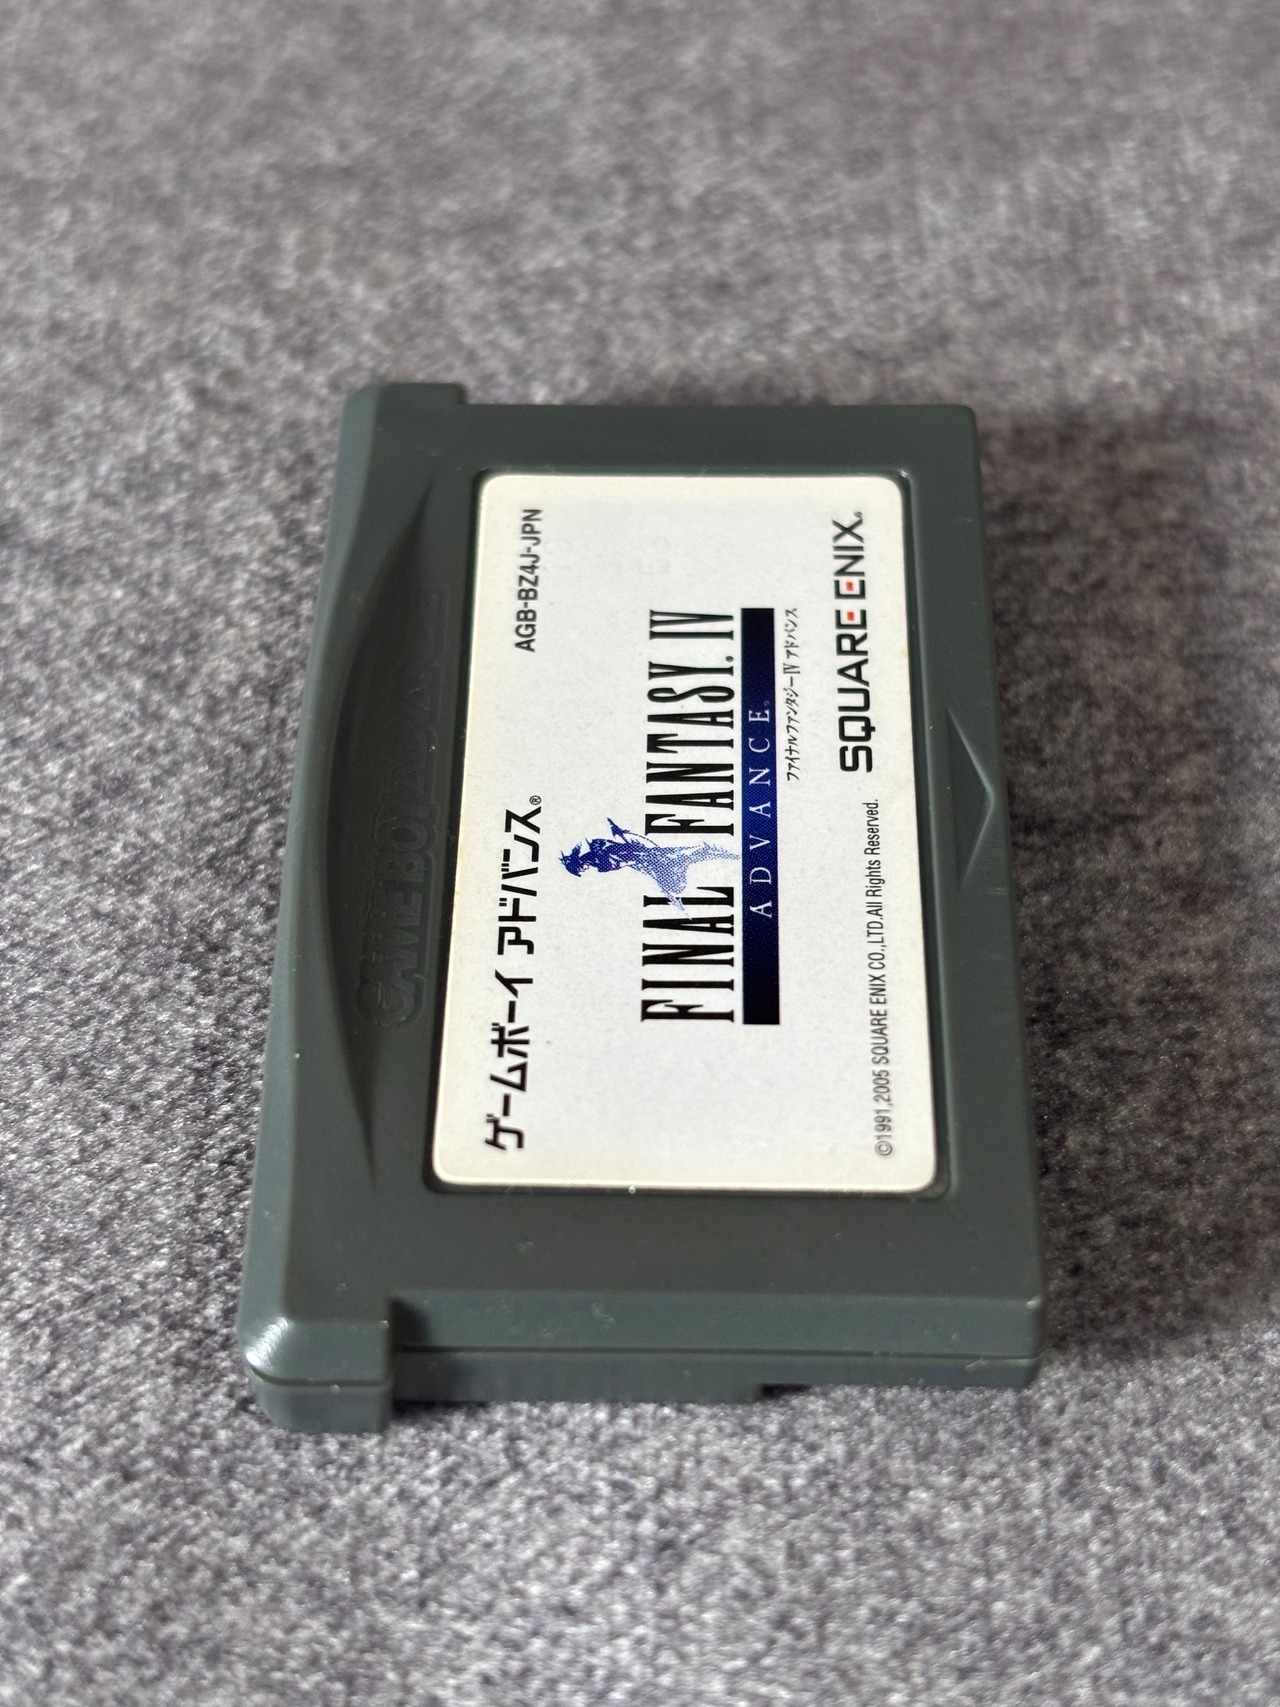 GAME BOY ADVANCE
ゲームボーイ アドバンス®
AGB-BZ4J-JPN
FINAL FANTASY® IV
ADVANCE®
ファイナルファンタジーIV アドバンス
©1991,2005 SQUARE ENIX CO.,LTD.All Rights Reserved.
SQUARE ENIX®